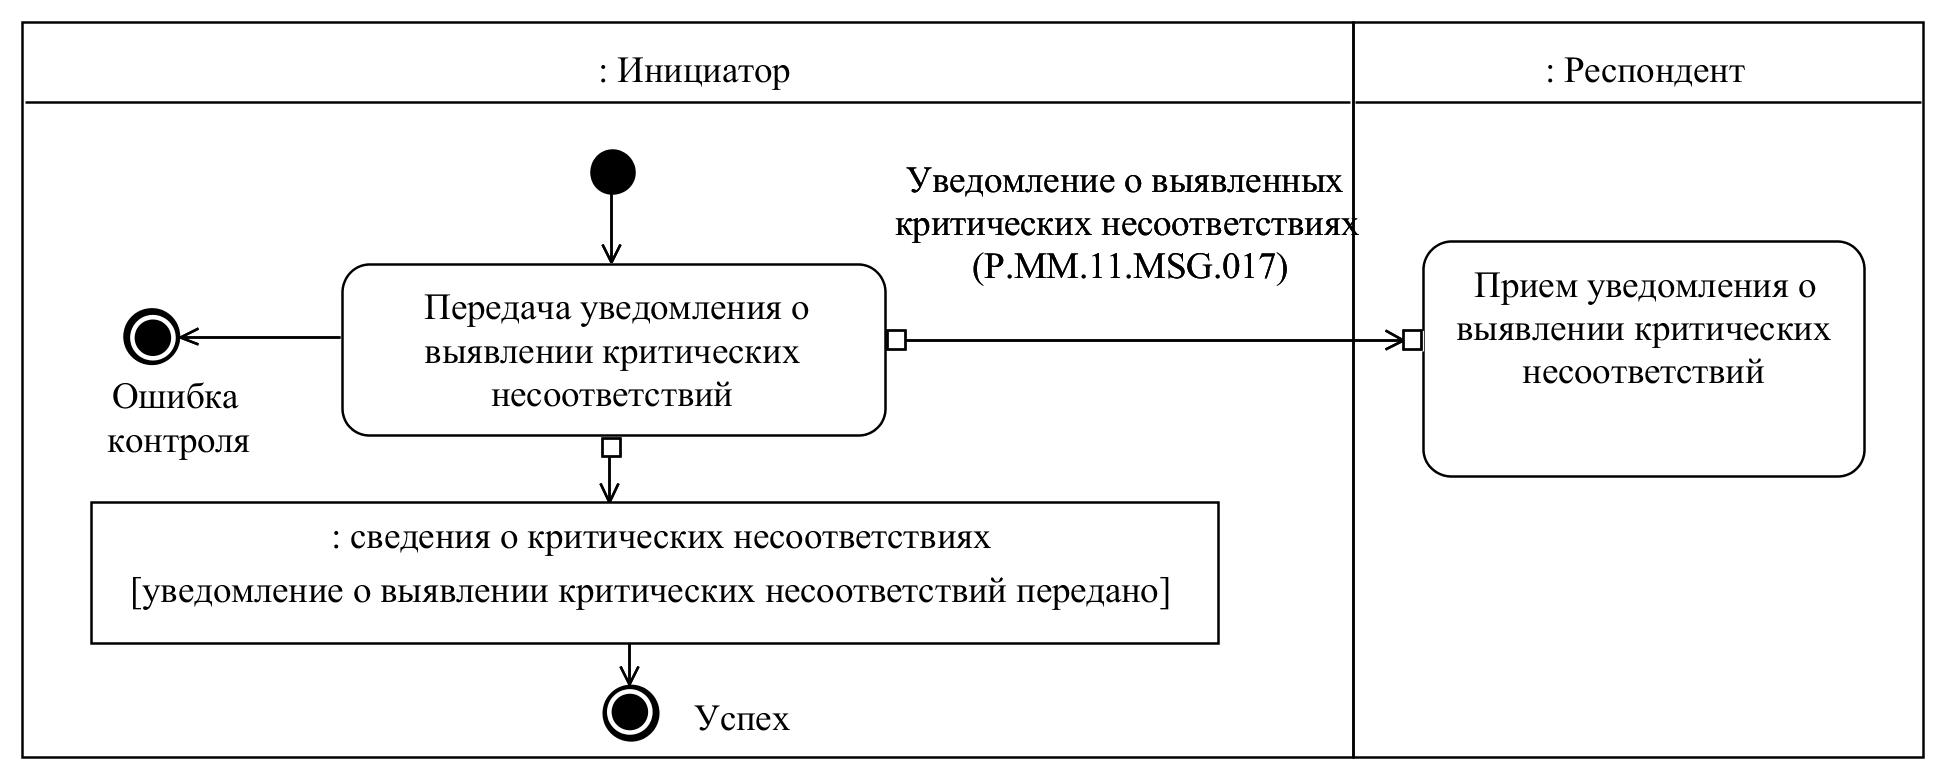 : Инициатор
: Респондент
Уведомление о выявленных
критических несоответствиях
(P.MM.11.MSG.017)
Передача уведомления о
выявлении критических
несоответствий
Прием уведомления о
выявлении критических
несоответствий
Ошибка
контроля
: сведения о критических несоответствиях
[уведомление о выявлении критических несоответствий передано]
Успех